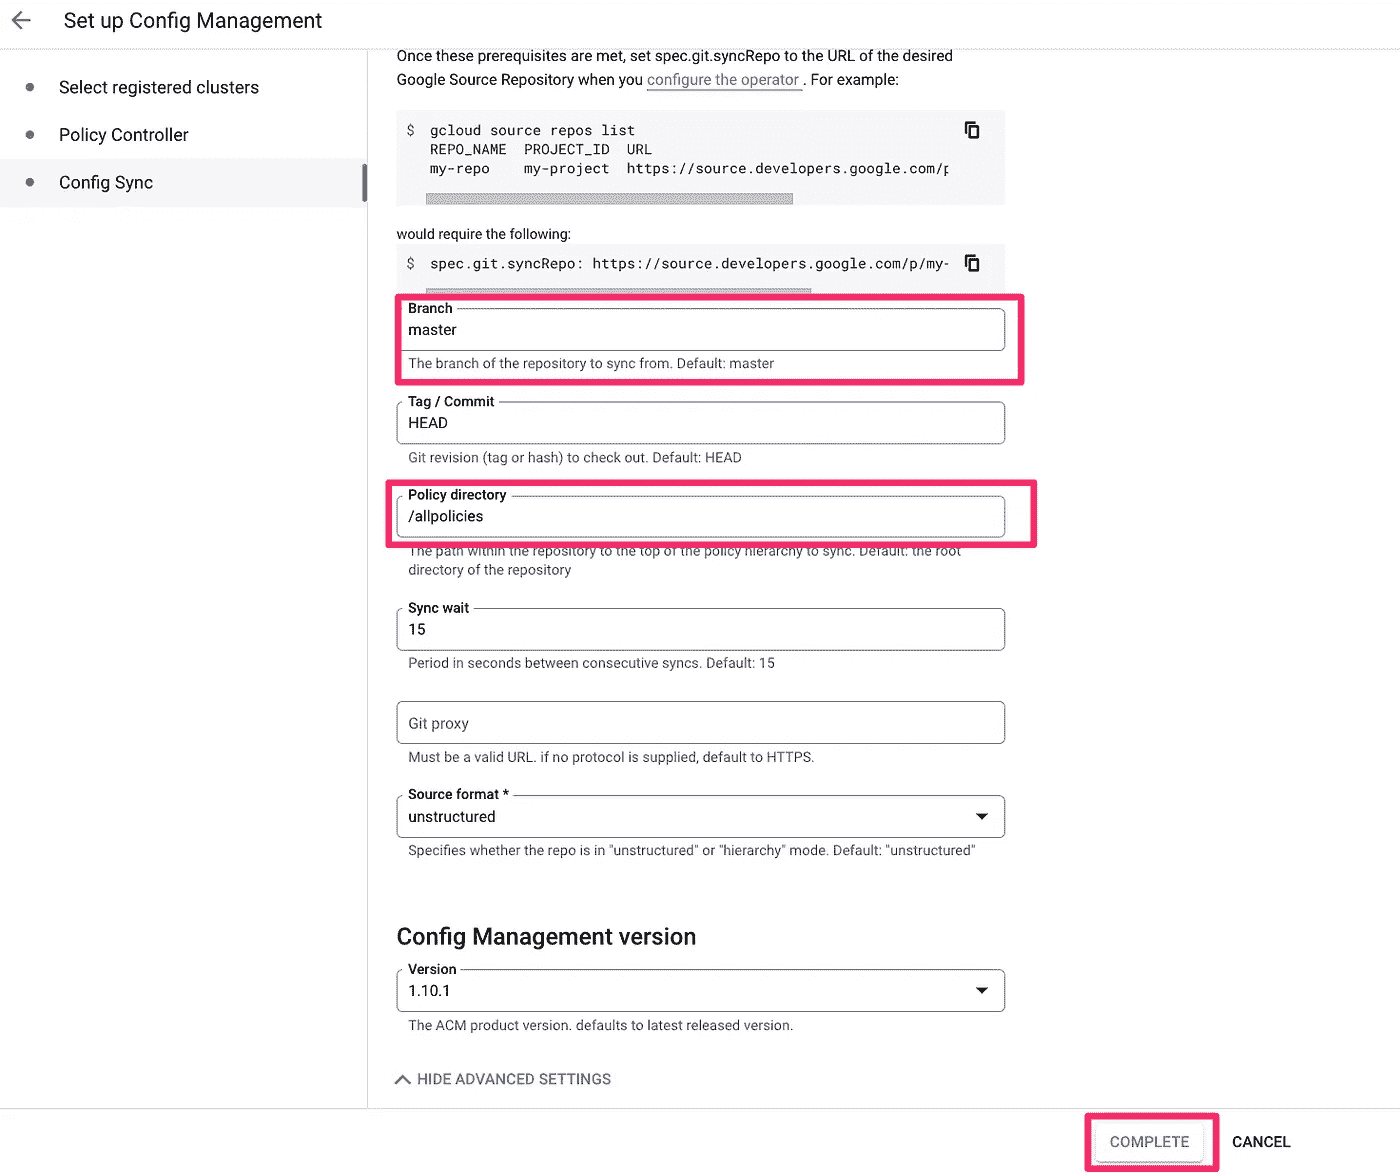 Set up Config Management
Select registered clusters
Policy Controller
Config Sync
Once these prerequisites are met, set spec.git.syncRepo to the URL of the desired
Google Source Repository when you configure the operator . For example:
$ gcloud source repos list
REPO_NAME PROJECT_ID URL
my-repo my-project https://source.developers.google.com/p
would require the following:
$ spec.git.syncRepo: https://source.developers.google.com/p/my-
Branch
master
The branch of the repository to sync from. Default: master
Tag / Commit
HEAD
Git revision (tag or hash) to check out. Default: HEAD
Policy directory
/allpolicies
The path within the repository to the top of the policy hierarchy to sync. Default: the root
directory of the repository
Sync wait
15
Period in seconds between consecutive syncs. Default: 15
Git proxy
Must be a valid URL. if no protocol is supplied, default to HTTPS.
Source format *
unstructured
Specifies whether the repo is in "unstructured" or "hierarchy" mode. Default: "unstructured"
Config Management version
Version
1.10.1
The ACM product version. defaults to latest released version.
HIDE ADVANCED SETTINGS
COMPLETE
CANCEL